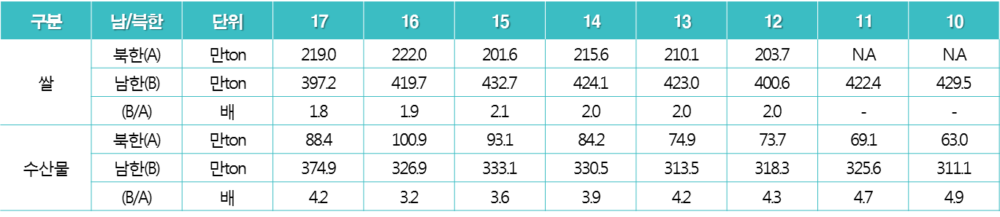 구분 남/북한 단위 17 16 15 14 13 12 11 10
쌀 북한(A) 만ton 219.0 222.0 201.6 215.6 210.1 203.7 N.A N.A
남한(B) 만ton 397.2 419.7 432.7 424.1 423.0 400.6 422.4 429.5
(B/A) 배 1.8 1.9 2.1 2.0 2.0 2.0 - -
수산물 북한(A) 만ton 88.4 100.9 93.1 84.2 74.9 73.7 69.1 63.0
남한(B) 만ton 374.9 326.9 333.1 330.5 313.5 318.3 325.6 311.1
(B/A) 배 4.2 3.2 3.6 3.9 4.2 4.3 4.7 4.9